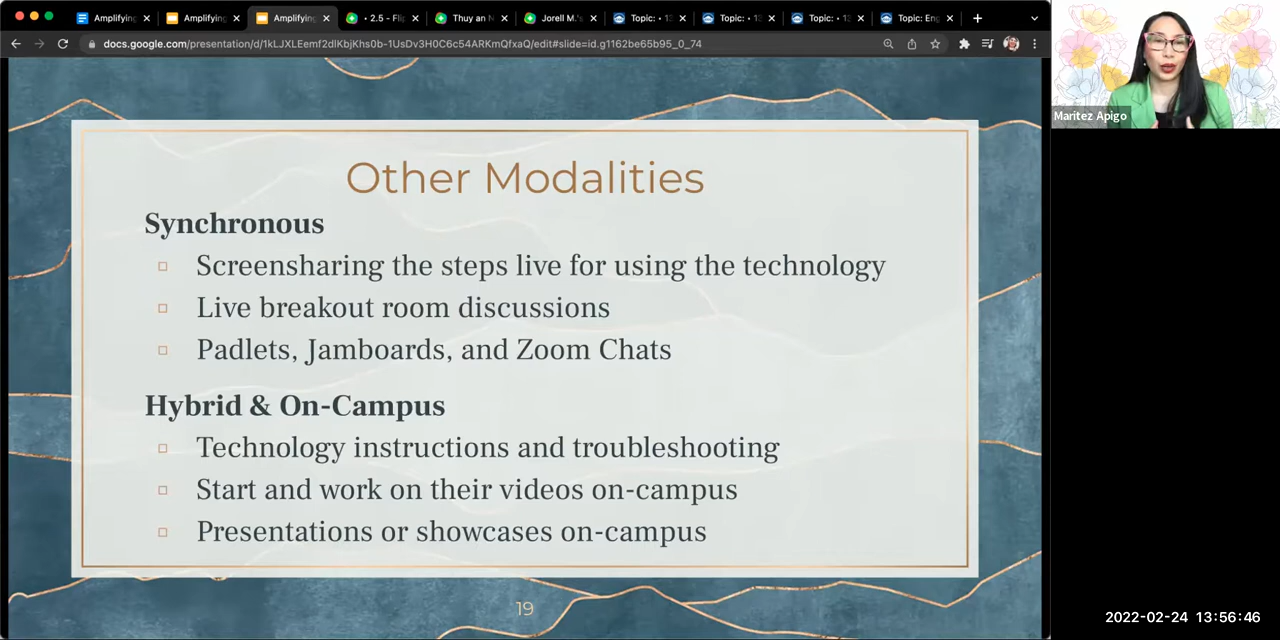 Amplifying
Amplifying
Amplifying
• 2.5 - Fli
Thuy an N
Jorell M.'s
Topic: • 13
Topic: • 13
Topic: • 13
Topic: Eng
docs.google.com/presentation/d/1kLJXLEemf2dlKbjKhs0b-1UsDv3H0C6c54ARKmQfxaQ/edit#slide=id.g1162be65b95_0_74
Maritez Apigo
Other Modalities
Synchronous
Screensharing the steps live for using the technology
Live breakout room discussions
Padlets, Jamboards, and Zoom Chats
Hybrid & On-Campus
Technology instructions and troubleshooting
Start and work on their videos on-campus
Presentations or showcases on-campus
19
2022-02-24 13:56:46